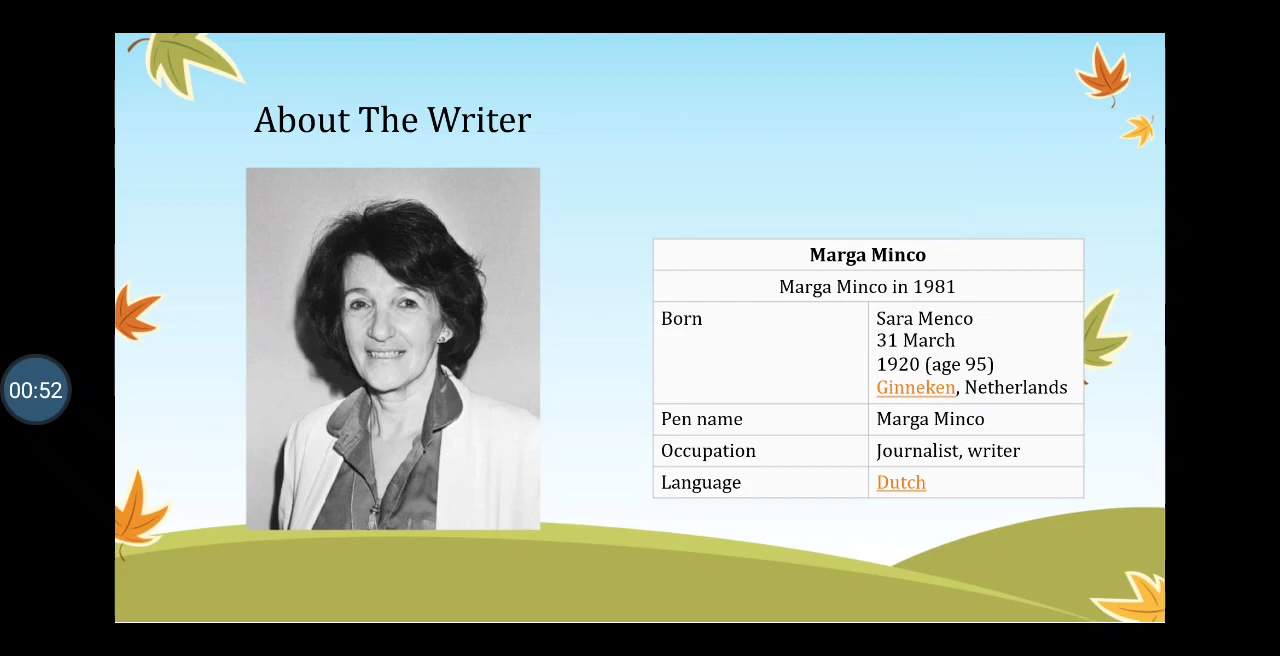 About The Writer
Marga Minco
Marga Minco in 1981
Born
Sara Menco
31 March
1920 (age 95)
Ginneken, Netherlands
Pen name
Marga Minco
Occupation
Journalist, writer
Language
Dutch
00:52